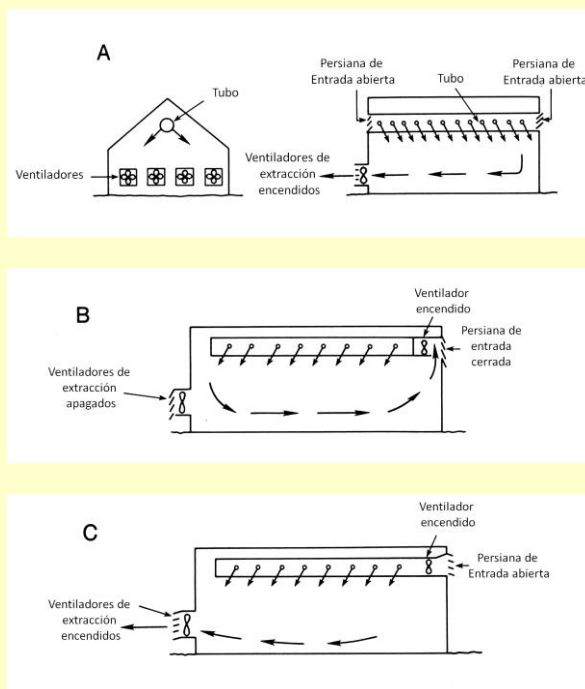 A
Tubo
Ventiladores
Persiana de
Entrada abierta
Tubo
Persiana de
Entrada abierta
Ventiladores de
extracción
encendidos
B
Ventilador
encendido
Persiana de
entrada
cerrada
Ventiladores de
extracción
apagados
C
Ventilador
encendido
Persiana de
Entrada abierta
Ventiladores de
extracción
encendidos